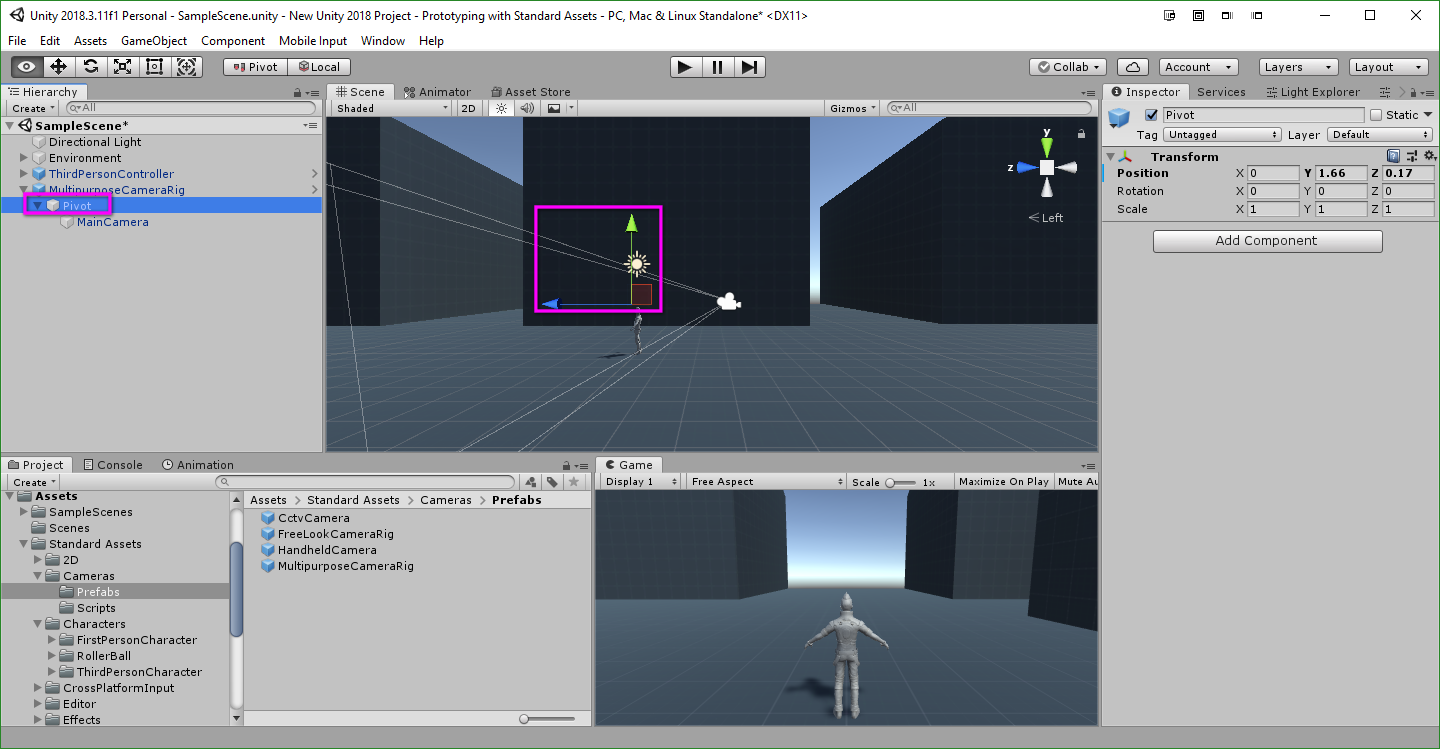 Unity 2018.3.11f1 Personal - SampleScene.unity - New Unity 2018 Project - Prototyping with Standard Assets - PC, Mac & Linux Standalone* <DX11>
File Edit Assets GameObject Component Mobile Input Window Help
Pivot Local Collab Account Layers Layout
Hierarchy
Create All
SampleScene*
Directional Light
Environment
ThirdPersonController
MultipurposeCameraRig
Pivot
MainCamera
Scene Animator Asset Store
Shaded 2D Gizmos All
y
z
Left
Inspector Services Light Explorer
Pivot Static
Tag Untagged Layer Default
Transform
Position X 0 Y 1.66 Z 0.17
Rotation X 0 Y 0 Z 0
Scale X 1 Y 1 Z 1
Add Component
Project Console Animation
Create
Assets
SampleScenes
Scenes
Standard Assets
2D
Cameras
Prefabs
Scripts
Characters
FirstPersonCharacter
RollerBall
ThirdPersonCharacter
CrossPlatformInput
Editor
Effects
Assets > Standard Assets > Cameras > Prefabs
CctvCamera
FreeLookCameraRig
HandheldCamera
MultipurposeCameraRig
Game
Display 1 Free Aspect Scale 1x Maximize On Play Mute Au